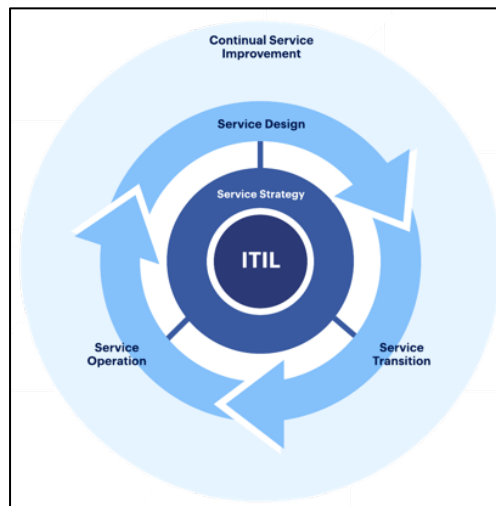 Continual Service
Improvement
Service Design
Service Strategy
ITIL
Service
Operation
Service
Transition